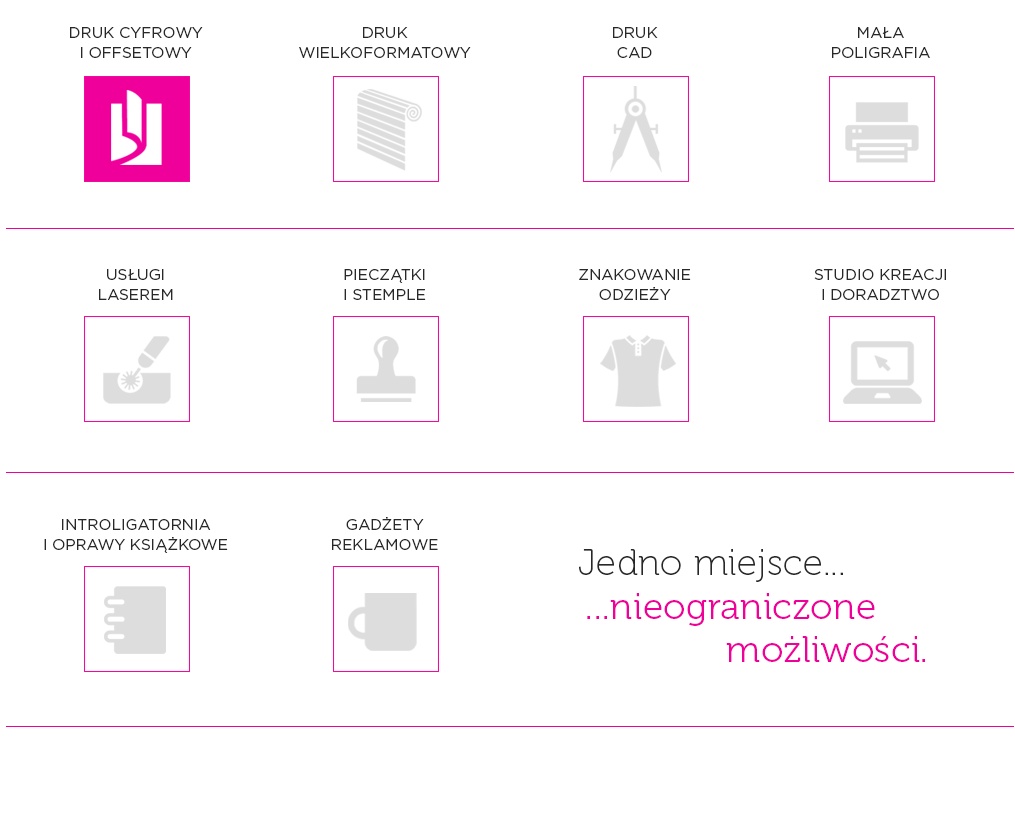 DRUK CYFROWY
I OFFSETOWY
DRUK
WIELKOFORMATOWY
DRUK
CAD
MAŁA
POLIGRAFIA
USŁUGI
LASEREM
PIECZĄTKI
I STEMPLE
ZNAKOWANIE
ODZIEŻY
STUDIO KREACJI
I DORADZTWO
INTROLIGATORNIA
I OPRAWY KSIĄŻKOWE
GADŻETY
REKLAMOWE
Jedno miejsce...
...nieograniczone
możliwości.